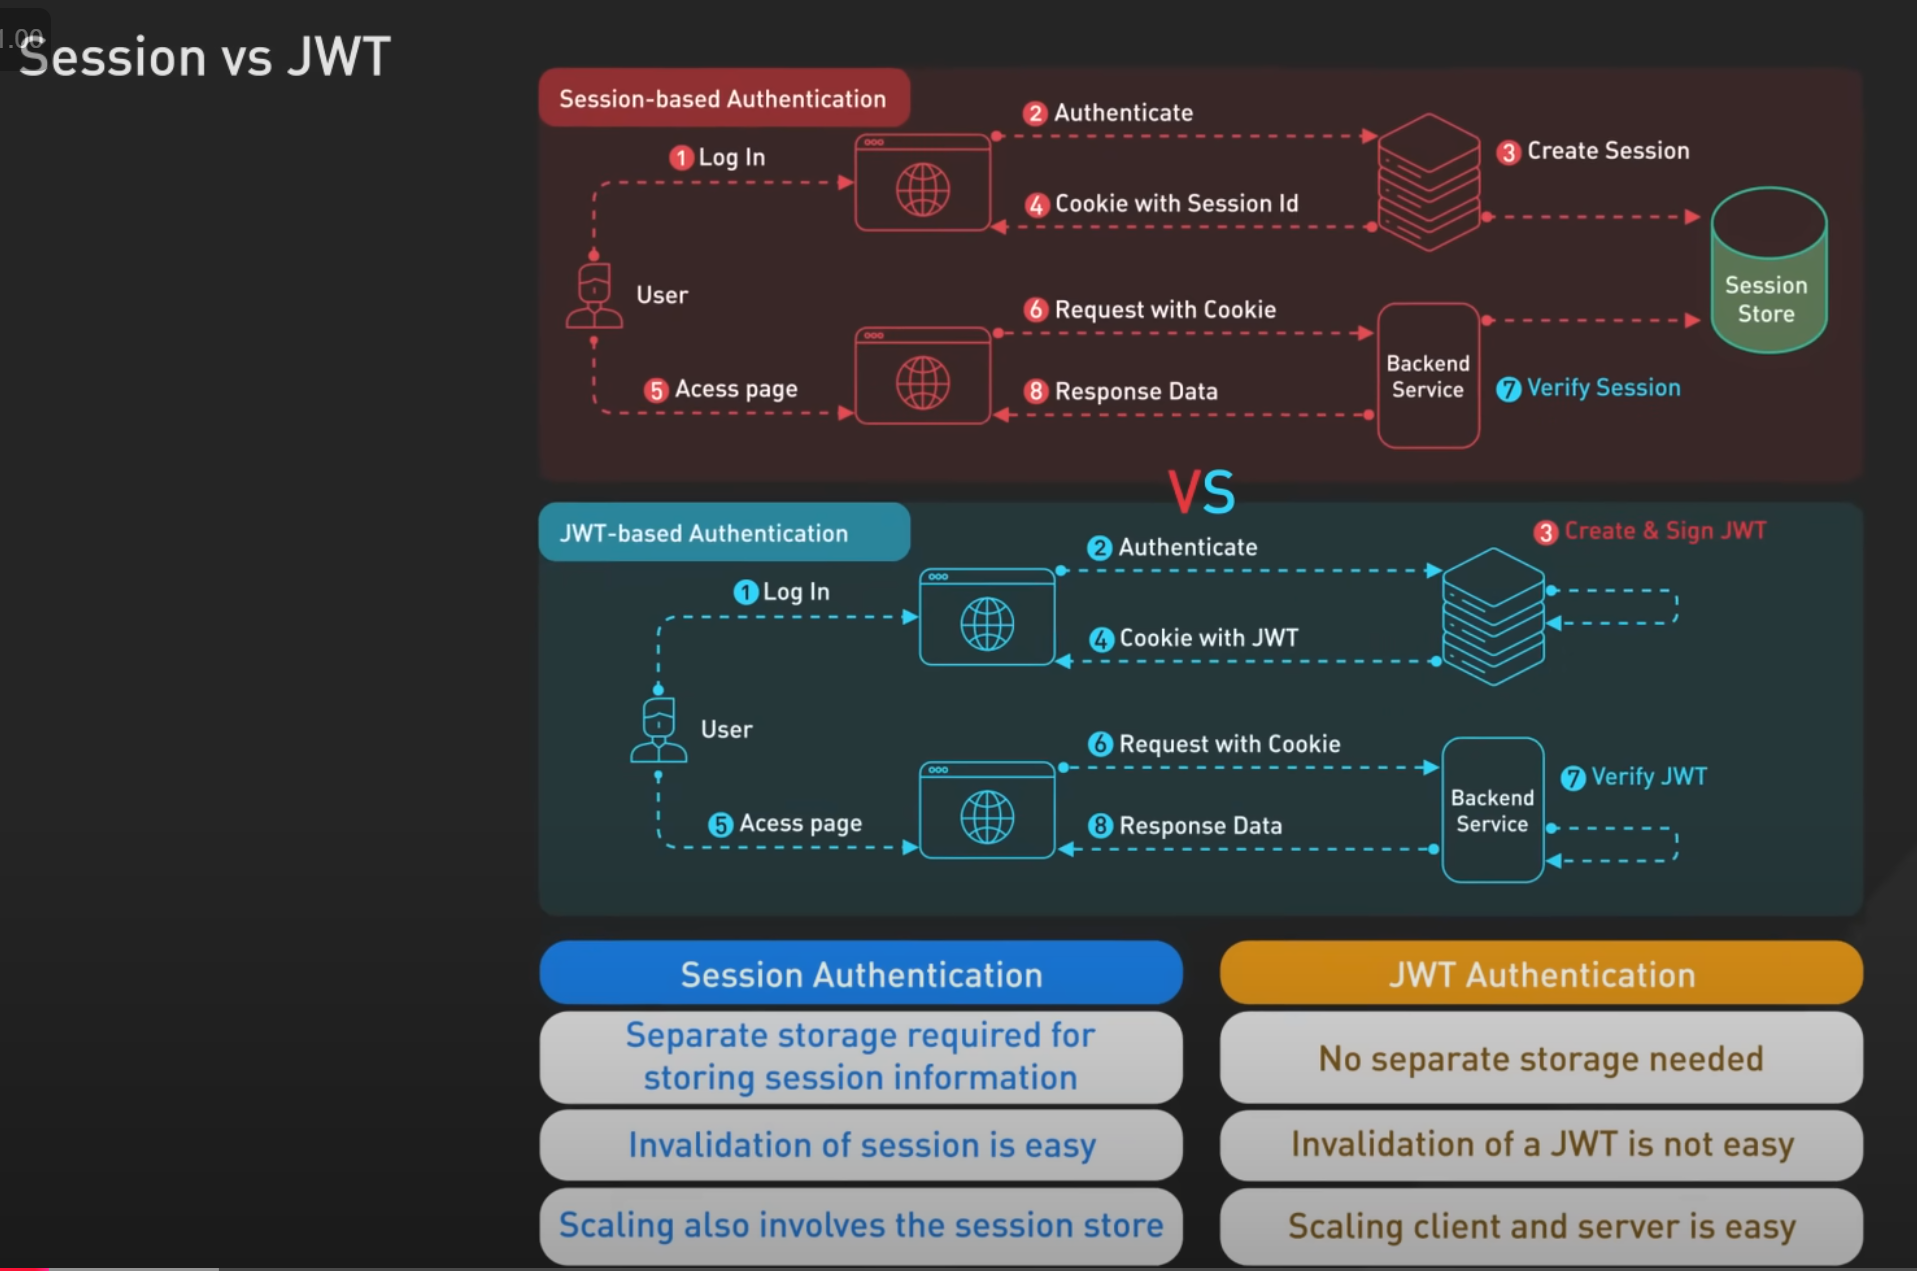 1.00
Session vs JWT
Session-based Authentication
1 Log In
2 Authenticate
3 Create Session
4 Cookie with Session Id
Session
Store
User
5 Acess page
6 Request with Cookie
Backend
Service
7 Verify Session
8 Response Data
VS
JWT-based Authentication
1 Log In
2 Authenticate
3 Create & Sign JWT
4 Cookie with JWT
User
5 Acess page
6 Request with Cookie
Backend
Service
7 Verify JWT
8 Response Data
Session Authentication
JWT Authentication
Separate storage required for
storing session information
No separate storage needed
Invalidation of session is easy
Invalidation of a JWT is not easy
Scaling also involves the session store
Scaling client and server is easy